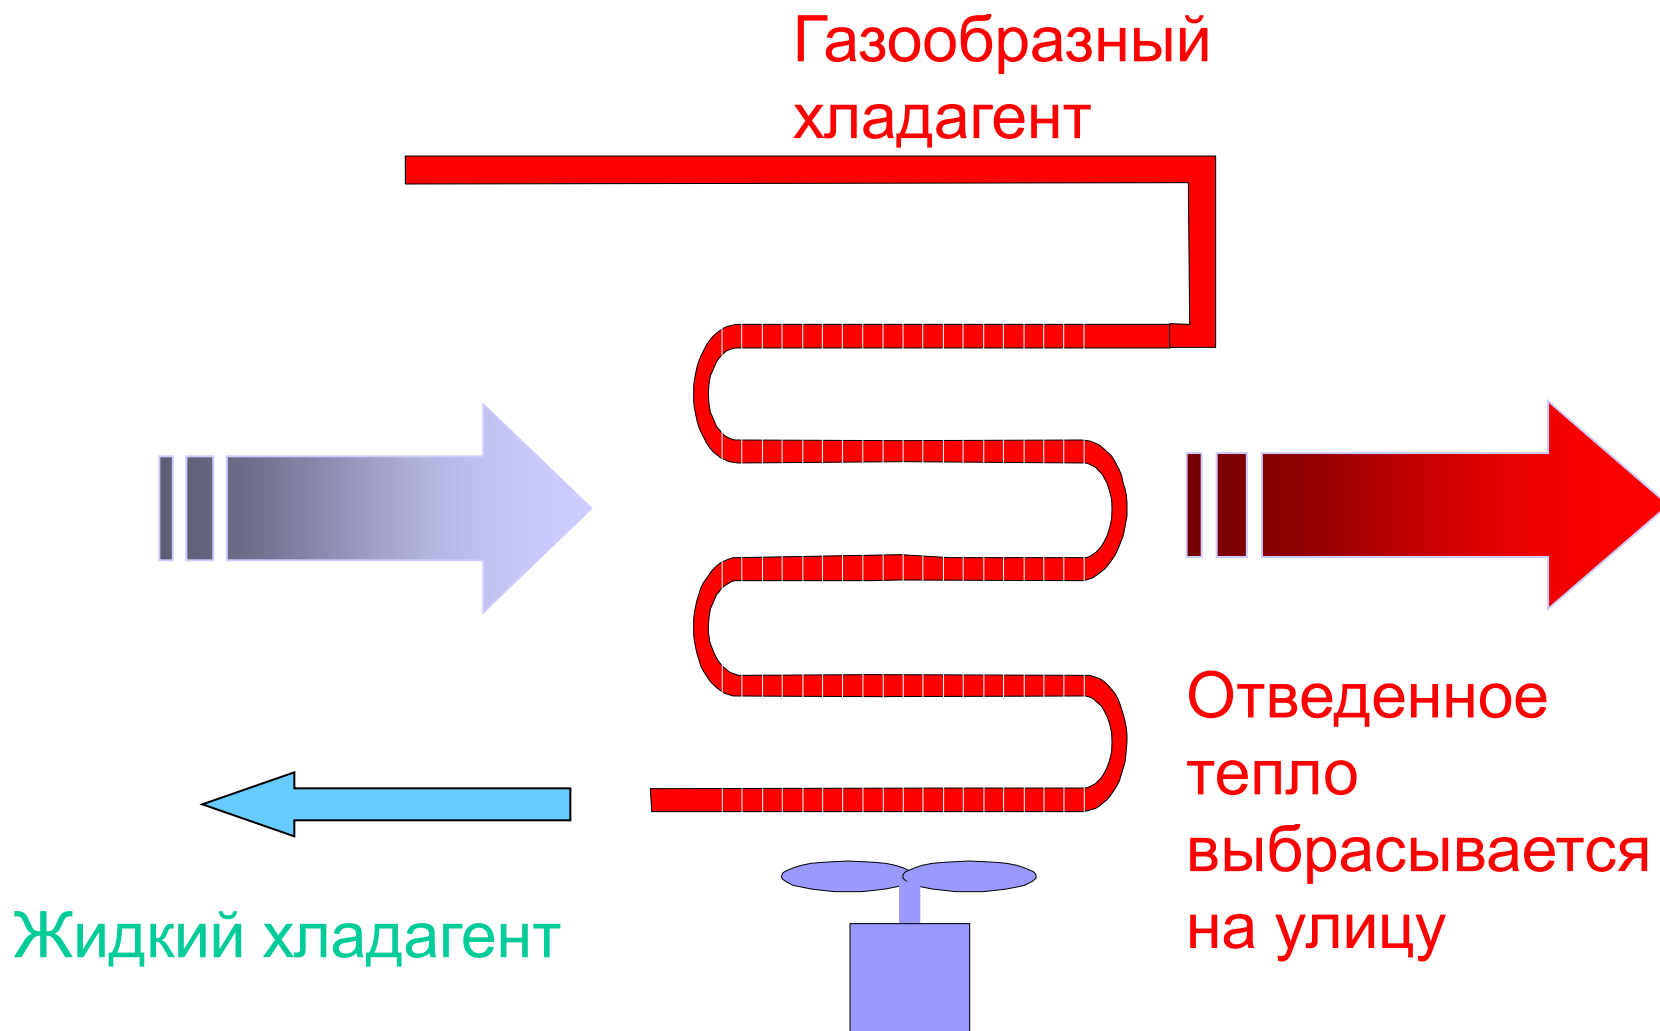 Газообразный
хладагент
Отведенное
тепло
выбрасывается
на улицу
Жидкий хладагент